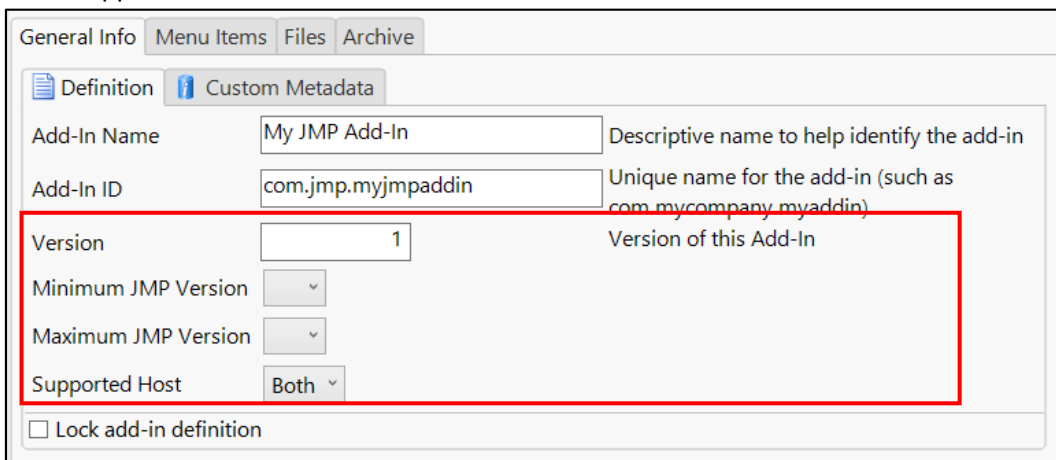 General Info Menu Items Files Archive
Definition Custom Metadata
Add-In Name My JMP Add-In Descriptive name to help identify the add-in
Add-In ID com.jmp.myjmpaddin Unique name for the add-in (such as
com.mycompany.myaddin)
Version 1 Version of this Add-In
Minimum JMP Version
Maximum JMP Version
Supported Host Both
Lock add-in definition